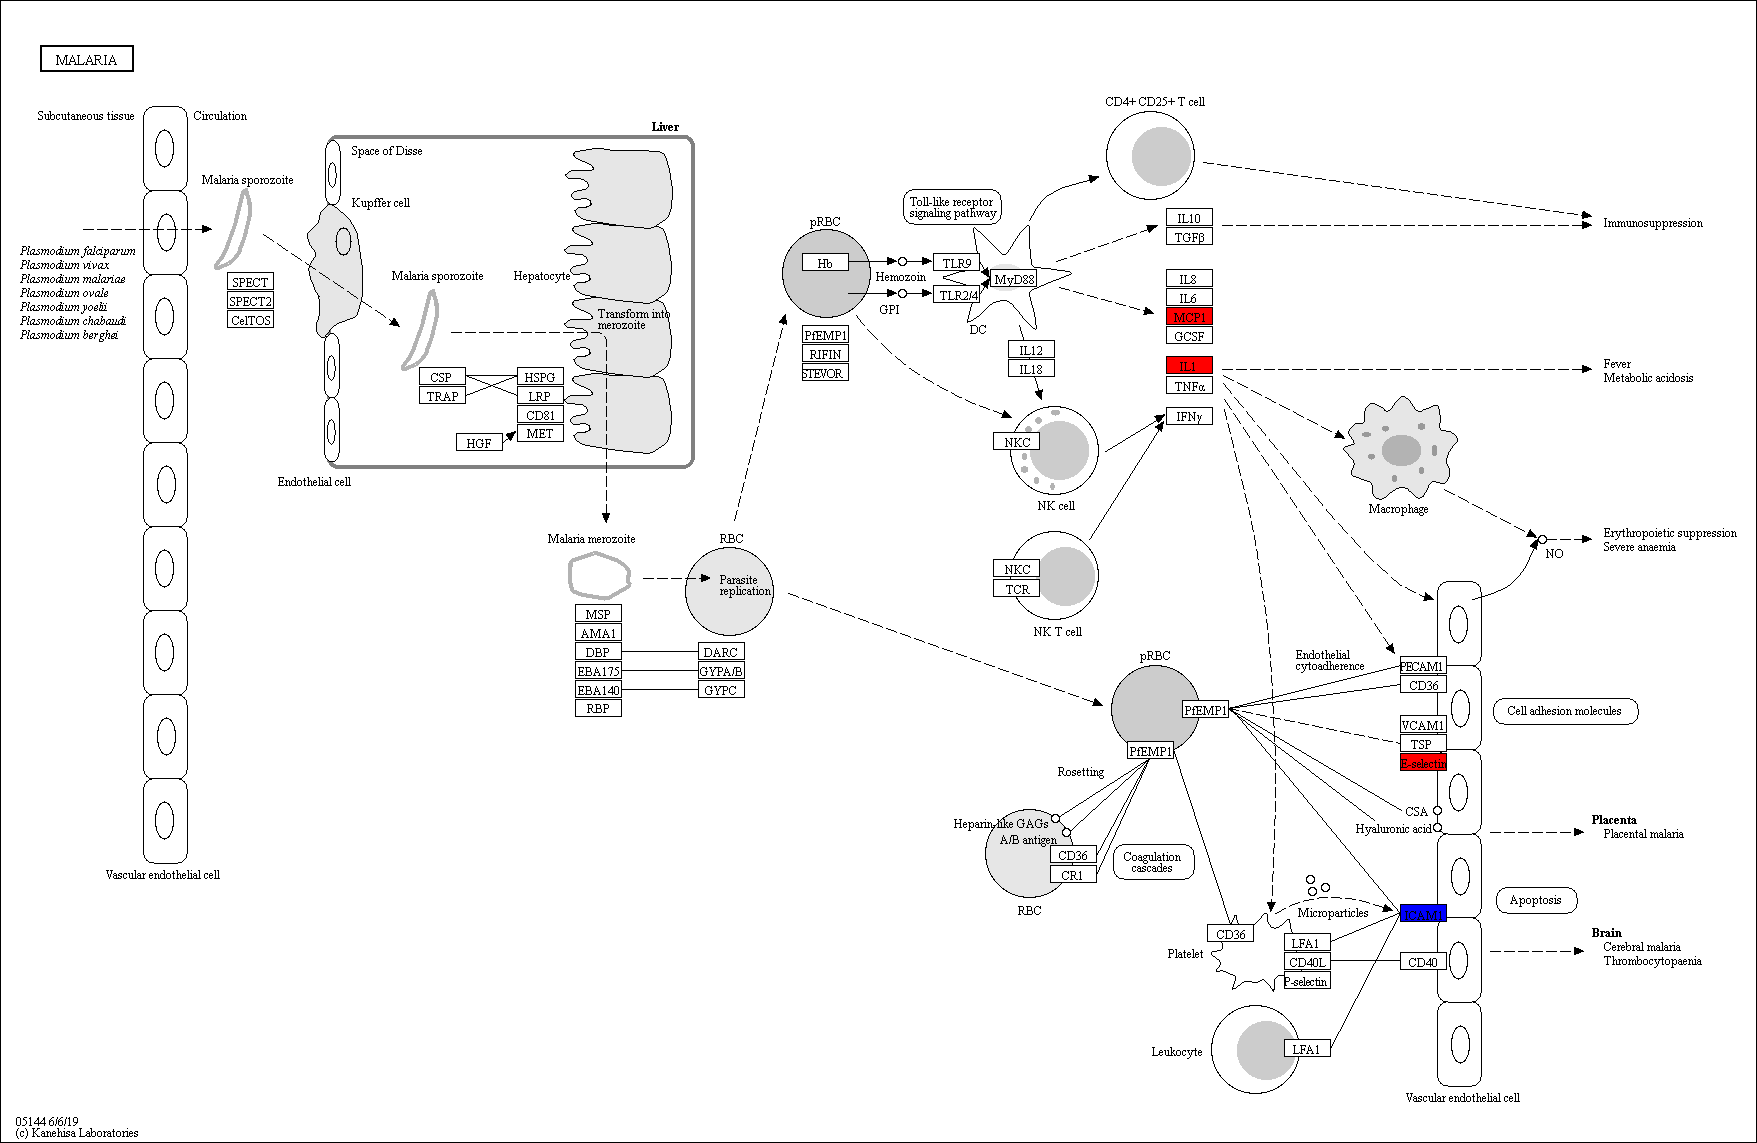 MALARIA
Subcutaneous tissue
Circulation
Malaria sporozoite
Plasmodium falciparum
Plasmodium vivax
Plasmodium malariae
Plasmodium ovale
Plasmodium yoelii
Plasmodium chabaudi
Plasmodium berghei
SPECT
SPECT2
CelTOS
Vascular endothelial cell
Liver
Space of Disse
Kupffer cell
Malaria sporozoite
Hepatocyte
Transform into
merozoite
CSP
TRAP
HSPG
LRP
CD81
MET
HGF
Endothelial cell
Malaria merozoite
MSP
AMA1
DBP
EBA175
EBA140
RBP
RBC
Parasite
replication
DARC
GYPA/B
GYPC
pRBC
Hb
Hemozoin
GPI
PfEMP1
RIFIN
STEVOR
Toll-like receptor
signaling pathway
TLR9
TLR2/4
MyD88
DC
IL12
IL18
NKC
NK cell
NKC
TCR
NK T cell
CD4+ CD25+ T cell
IL10
TGFβ
IL8
IL6
MCP1
GCSF
IL1
TNFα
IFNγ
Immunosuppression
Fever
Metabolic acidosis
Macrophage
NO
Erythropoietic suppression
Severe anaemia
pRBC
PfEMP1
PfEMP1
Rosetting
Heparin-like GAGs
A/B antigen
CD36
CR1
RBC
Coagulation
cascades
Endothelial
cytoadherence
PECAM1
CD36
VCAM1
TSP
E-selectin
CSA
Hyaluronic acid
Cell adhesion molecules
Placenta
Placental malaria
Apoptosis
Microparticles
ICAM1
CD36
Platelet
LFA1
CD40L
P-selectin
CD40
Brain
Cerebral malaria
Thrombocytopaenia
Leukocyte
LFA1
Vascular endothelial cell
05144 6/6/19
(c) Kanehisa Laboratories